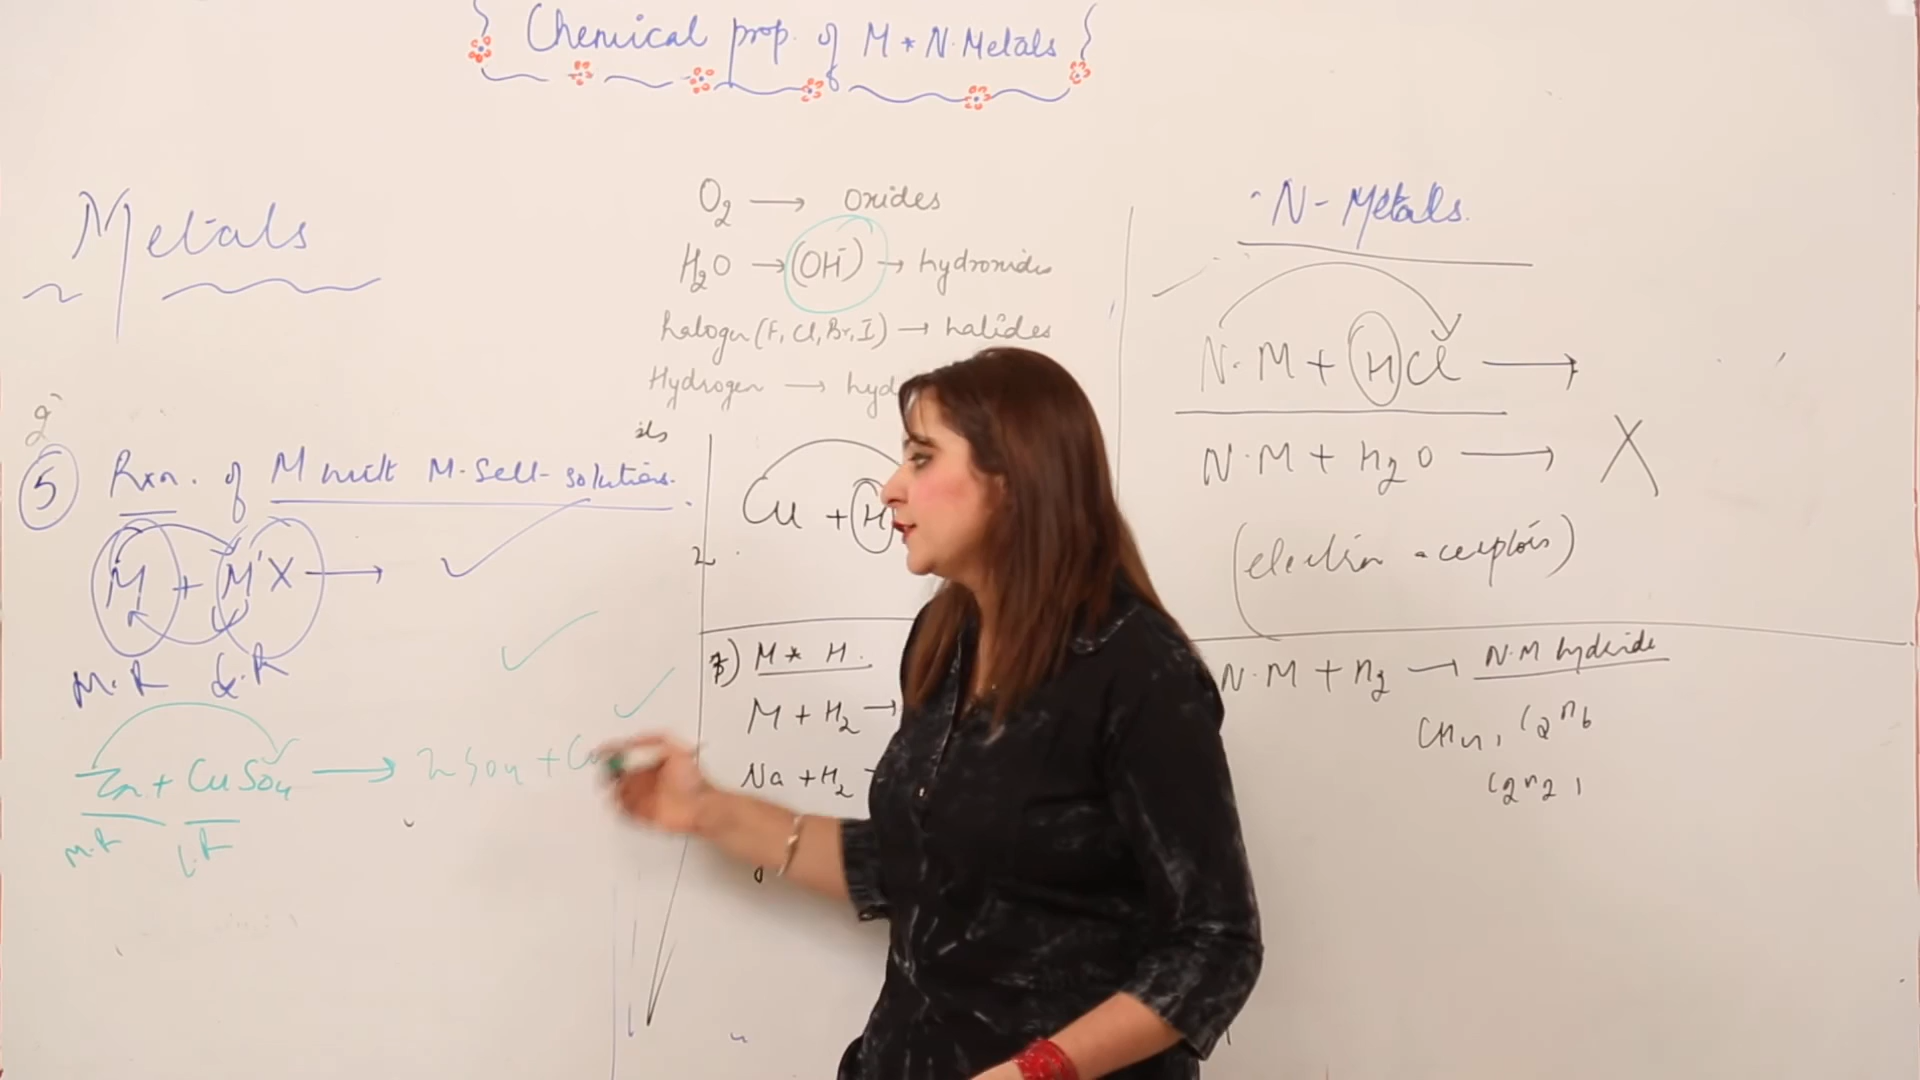 Chemical prop. of M * N. Metals
Metals
O2 → Oxides
H2O → (OH-) → hydroxides
halogen (F, Cl, Br, I) → halides
Hydrogen → hyd
5 Rxn. of M with M. Salt-solutions.
M + M'X →
M.R L.R
Zn + CuSO4 → ZnSO4 + Cu
M.R L.R
Cu + H
7) M * H.
M + H2 →
Na + H2 →
N-Metals.
N.M + HCl →
N.M + H2O → X
(electron acceptors)
N.M + H2 → N.M hydride
CH4, C2H6
C2H2,